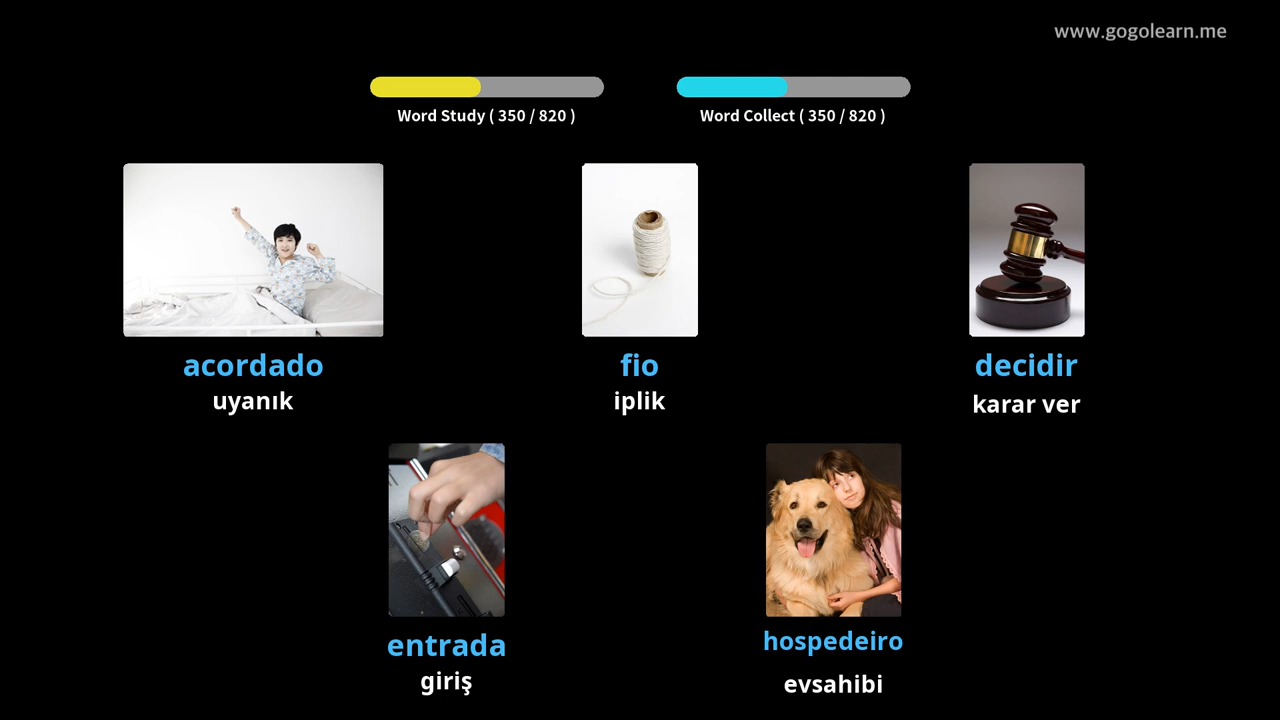 www.gogolearn.me
Word Study ( 350 / 820 )
Word Collect ( 350 / 820 )
acordado
uyanık
fio
iplik
decidir
karar ver
entrada
giriş
hospedeiro
evsahibi